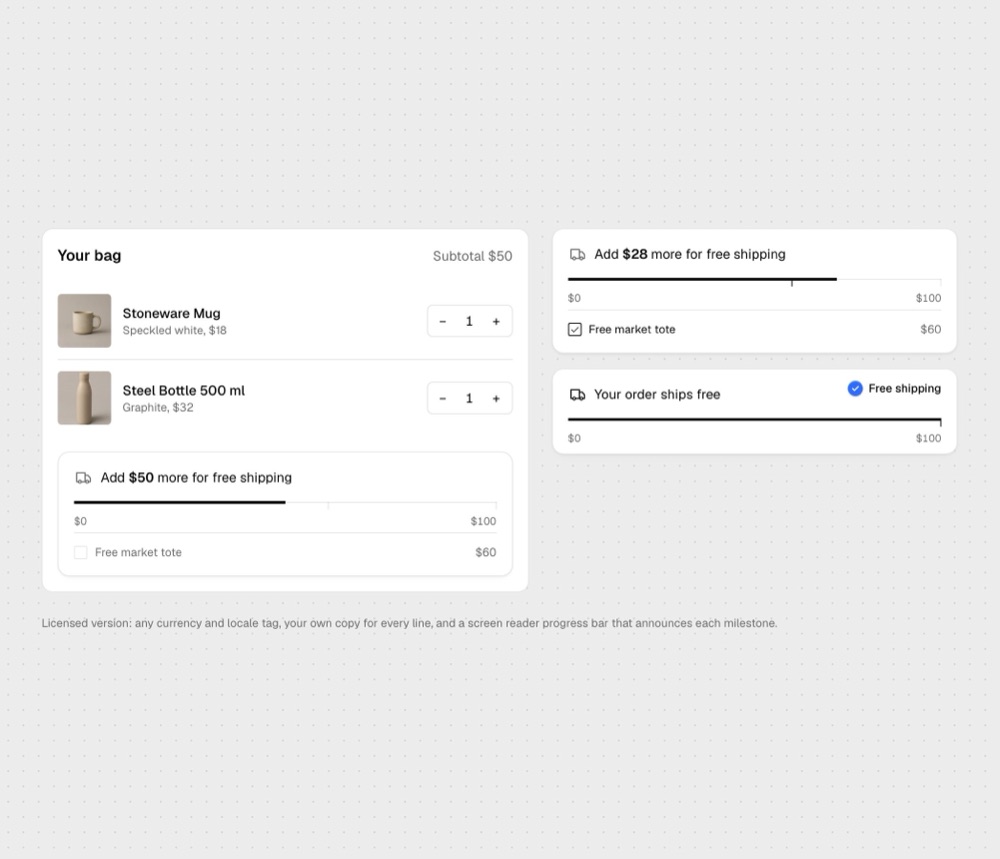 Your bag
Subtotal $50
Stoneware Mug
Speckled white, $18
− 1 +
Steel Bottle 500 ml
Graphite, $32
− 1 +
Add $50 more for free shipping
$0
$100
Free market tote
$60
Add $28 more for free shipping
$0
$100
Free market tote
$60
Your order ships free
Free shipping
$0
$100
Licensed version: any currency and locale tag, your own copy for every line, and a screen reader progress bar that announces each milestone.